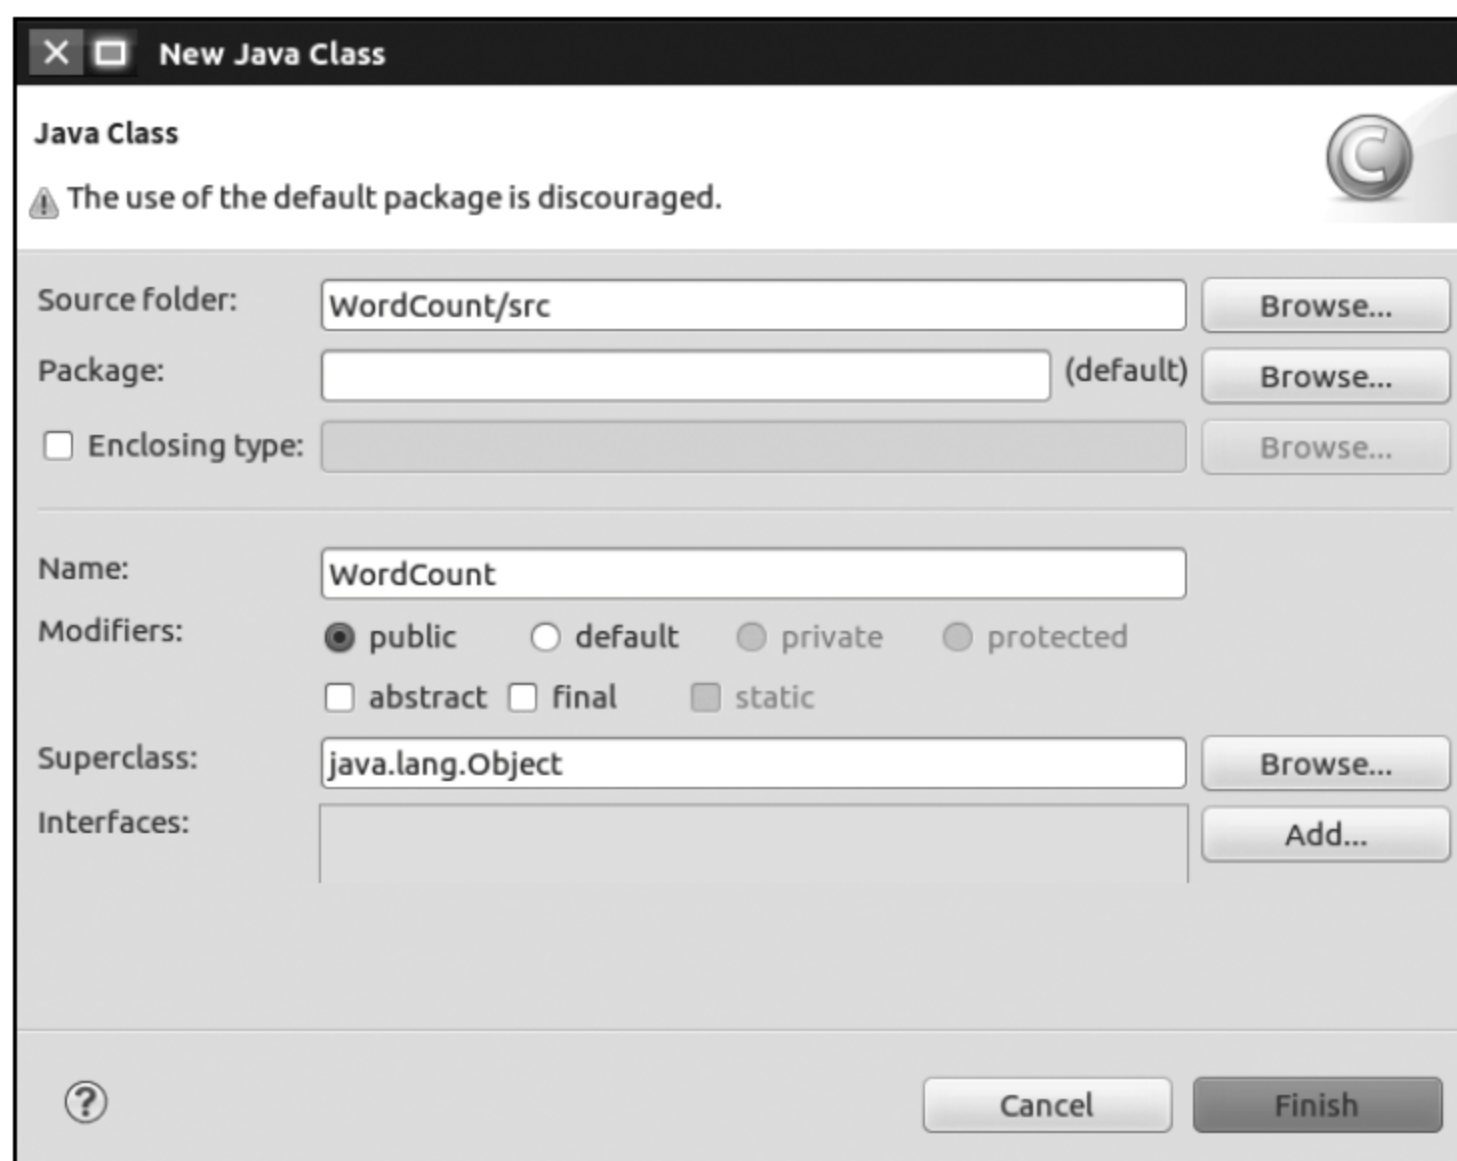 New Java Class
Java Class
The use of the default package is discouraged.
Source folder: WordCount/src Browse...
Package: (default) Browse...
Enclosing type: Browse...
Name: WordCount
Modifiers: public default private protected
abstract final static
Superclass: java.lang.Object Browse...
Interfaces: Add...
? Cancel Finish